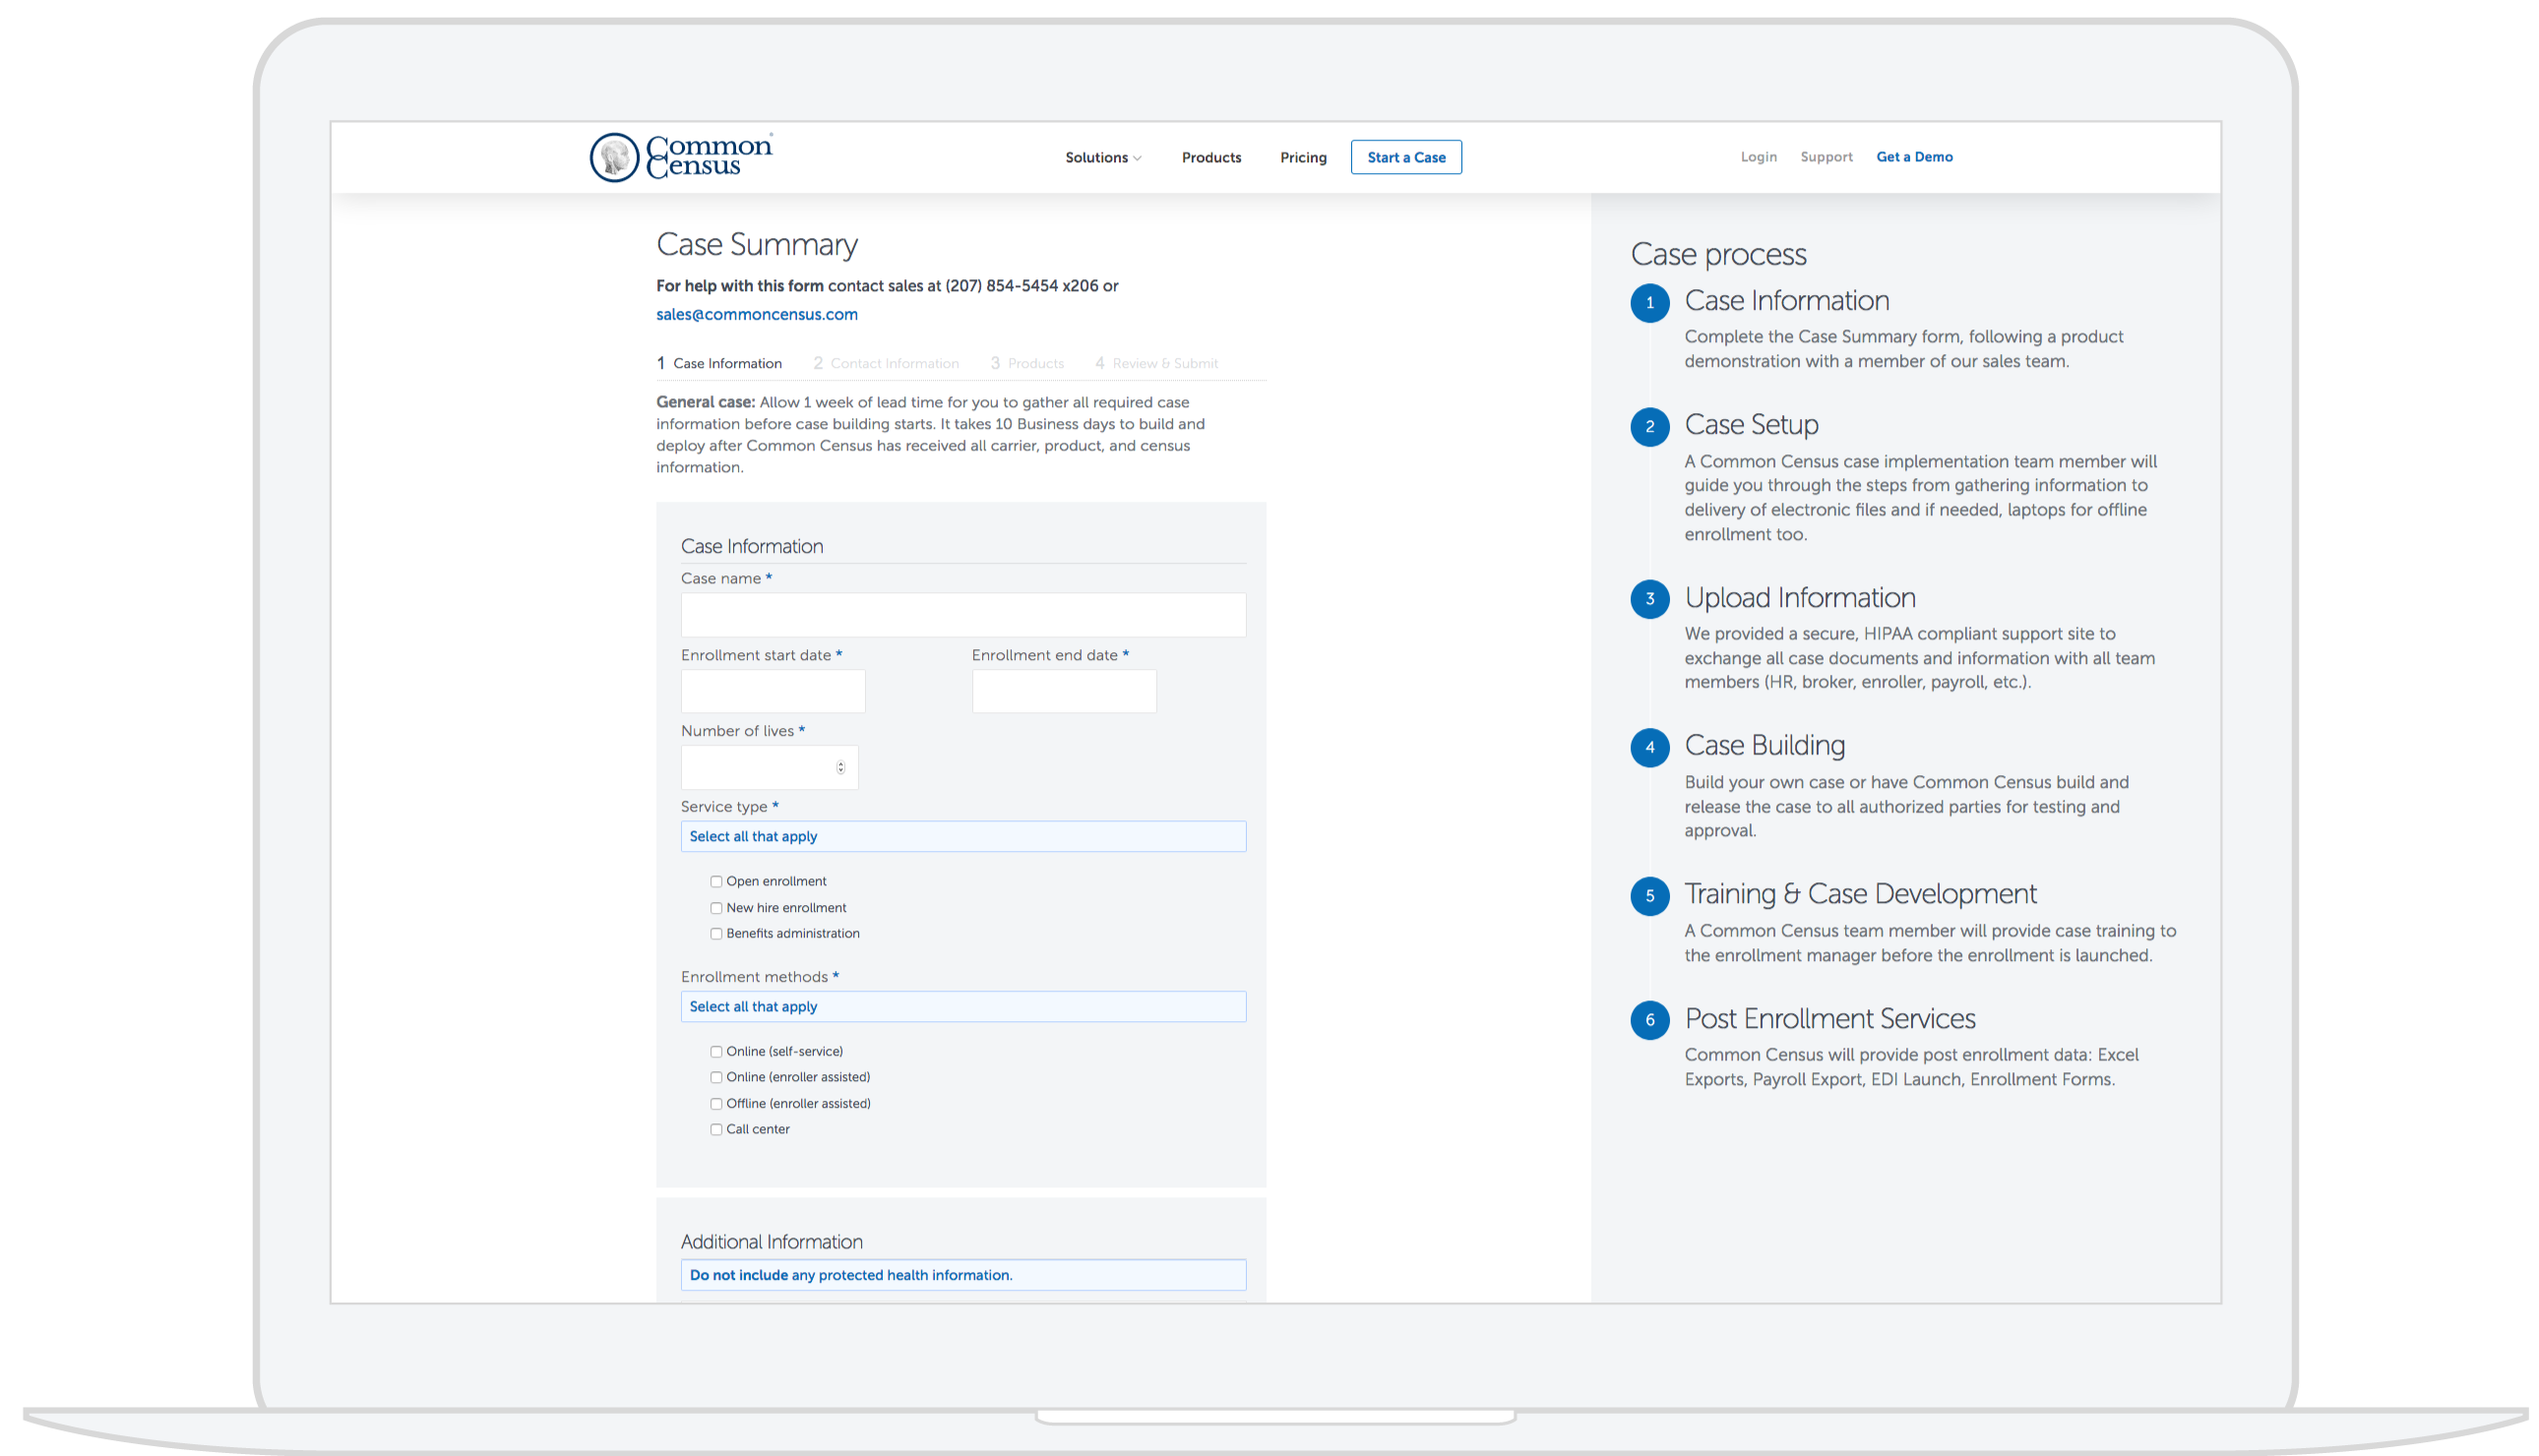 Common Census
Solutions
Products
Pricing
Start a Case
Login
Support
Get a Demo
Case Summary
For help with this form contact sales at (207) 854-5454 x206 or
sales@commoncensus.com
1 Case Information
2 Contact Information
3 Products
4 Review & Submit
General case: Allow 1 week of lead time for you to gather all required case
information before case building starts. It takes 10 Business days to build and
deploy after Common Census has received all carrier, product, and census
information.
Case Information
Case name *
Enrollment start date *
Enrollment end date *
Number of lives *
Service type *
Select all that apply
Open enrollment
New hire enrollment
Benefits administration
Enrollment methods *
Select all that apply
Online (self-service)
Online (enroller assisted)
Offline (enroller assisted)
Call center
Additional Information
Do not include any protected health information.
Case process
1 Case Information
Complete the Case Summary form, following a product
demonstration with a member of our sales team.
2 Case Setup
A Common Census case implementation team member will
guide you through the steps from gathering information to
delivery of electronic files and if needed, laptops for offline
enrollment too.
3 Upload Information
We provided a secure, HIPAA compliant support site to
exchange all case documents and information with all team
members (HR, broker, enroller, payroll, etc.).
4 Case Building
Build your own case or have Common Census build and
release the case to all authorized parties for testing and
approval.
5 Training & Case Development
A Common Census team member will provide case training to
the enrollment manager before the enrollment is launched.
6 Post Enrollment Services
Common Census will provide post enrollment data: Excel
Exports, Payroll Export, EDI Launch, Enrollment Forms.